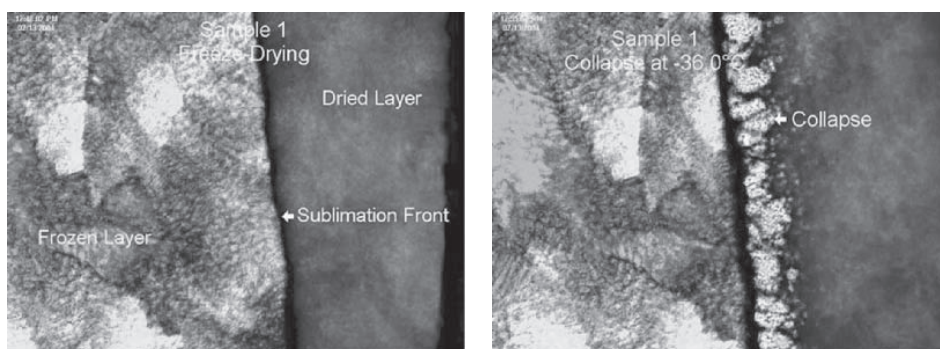 Sample 1
Freeze-Drying
Dried Layer
Sublimation Front
Frozen Layer
Sample 1
Collapse at -36.0°C
Collapse